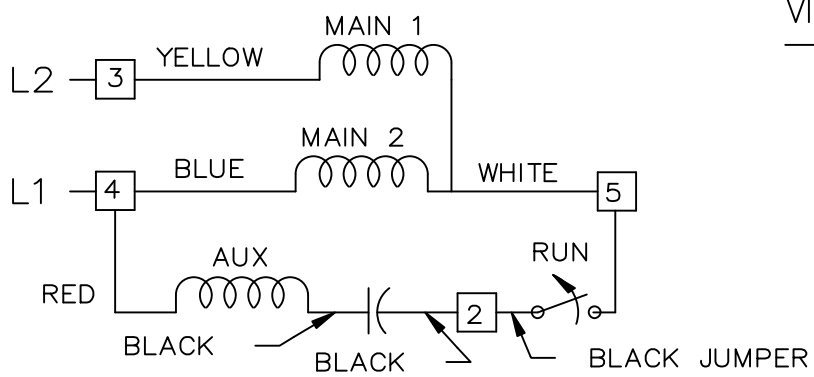 VI
MAIN 1
YELLOW
L2
3
MAIN 2
BLUE
WHITE
L1
4
5
AUX
RUN
RED
2
BLACK
BLACK
BLACK JUMPER